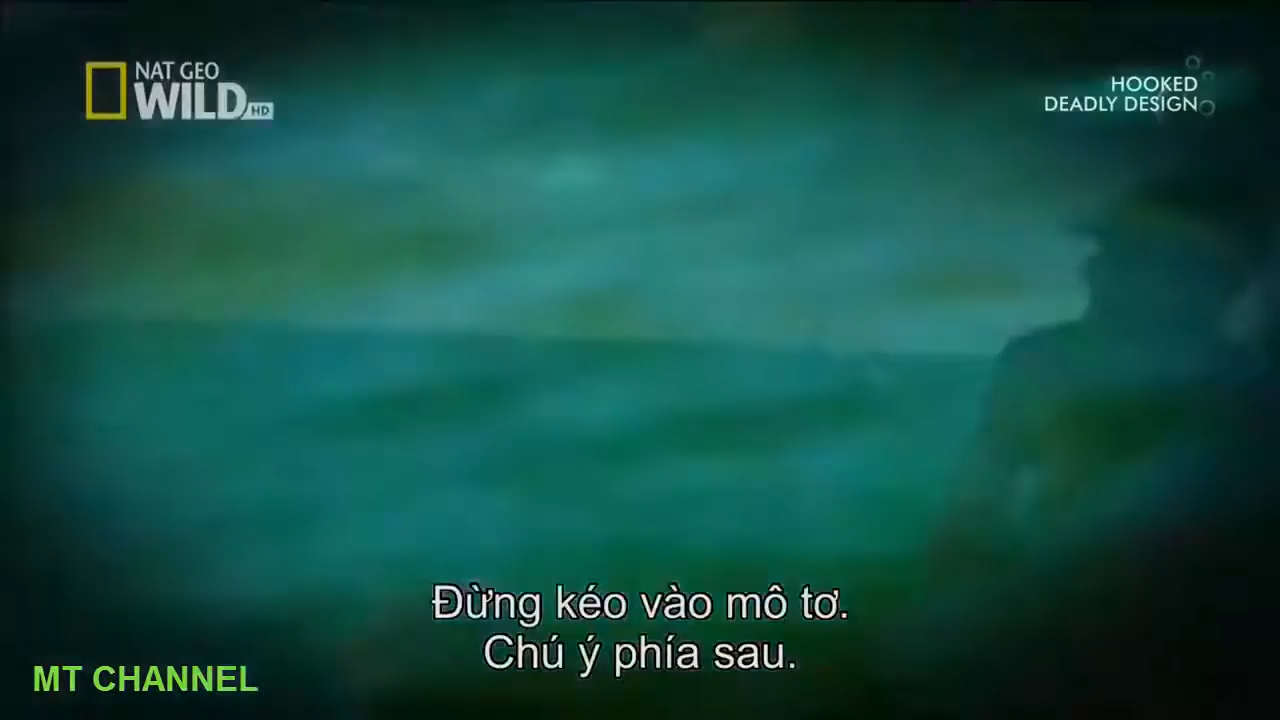 NAT GEO
WILD HD
HOOKED
DEADLY DESIGN
Đừng kéo vào mô tơ.
Chú ý phía sau.
MT CHANNEL